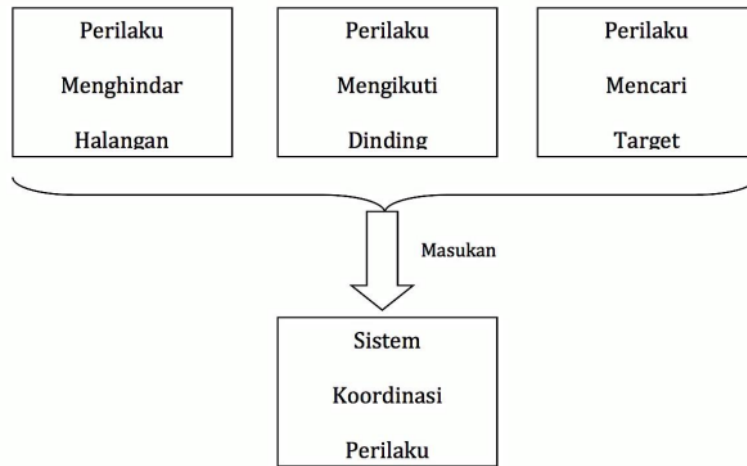 Perilaku
Menghindar
Halangan
Perilaku
Mengikuti
Dinding
Perilaku
Mencari
Target
Masukan
Sistem
Koordinasi
Perilaku